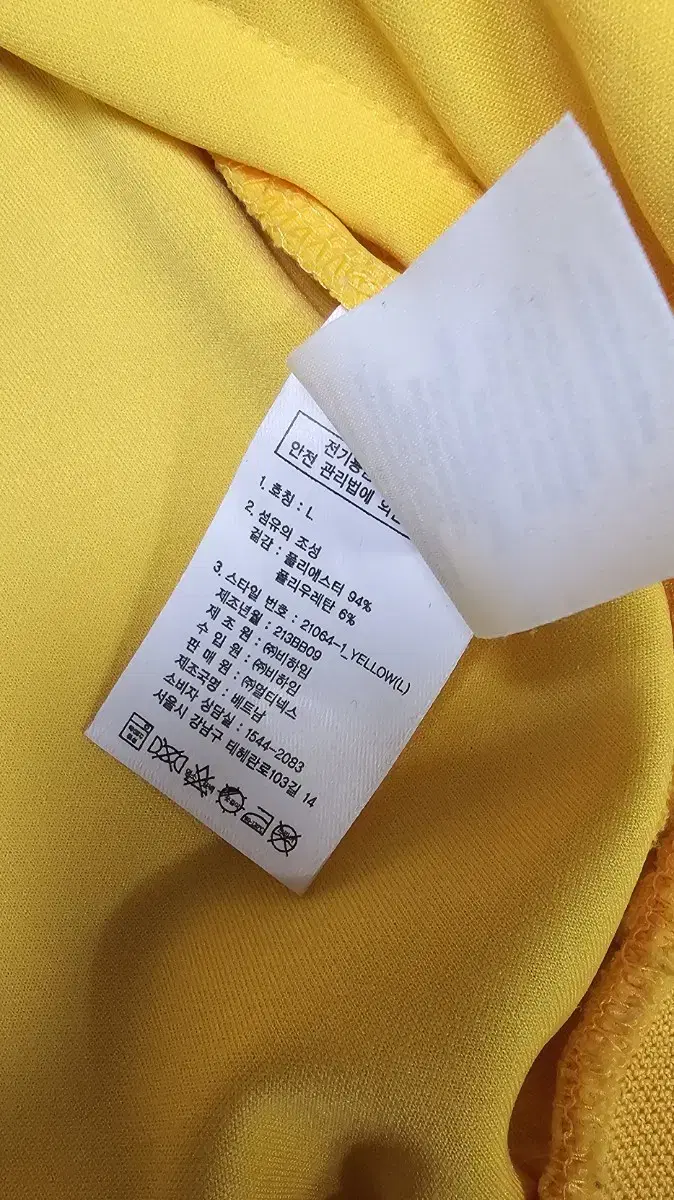 전기용
안전 관리법에 의
1. 호칭 : L
2. 섬유의 조성
겉감 : 폴리에스터 94%
폴리우레탄 6%
3. 스타일 번호 : 21064-1_YELLOW(L)
제조년월 : 213BB09
제 조 원 : ㈜비하임
수 입 원 : ㈜비하임
판 매 원 : ㈜멀티넥스
제조국명 : 베트남
소비자 상담실 : 1544-2083
서울시 강남구 테헤란로103길 14